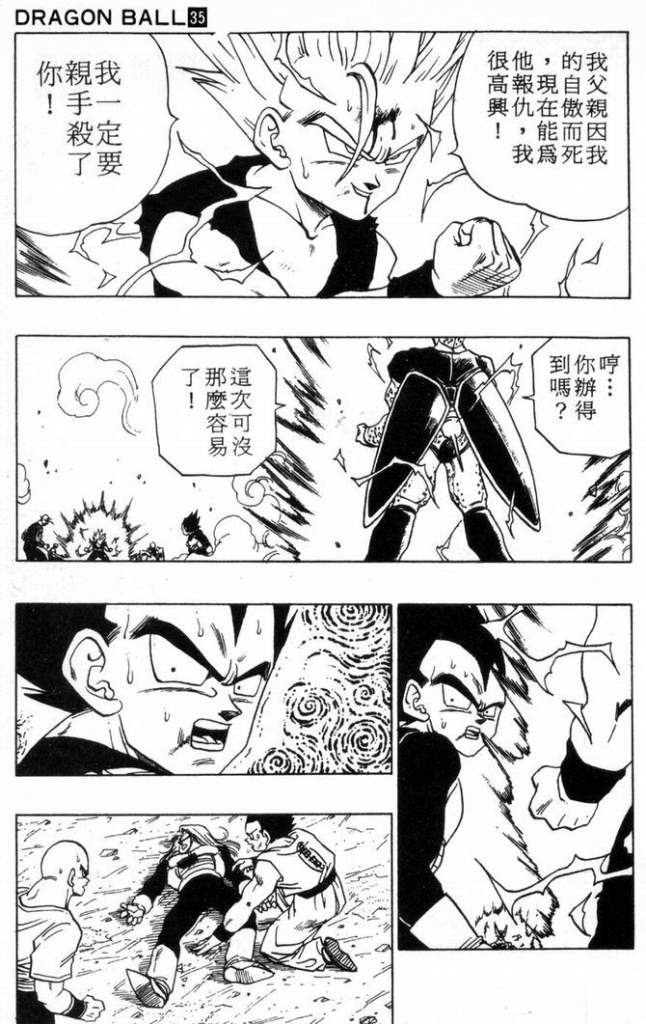 DRAGON BALL 35
我父親因我
的自傲而死
，現在能爲
他報仇，我
很高興！
我一定要
親手殺了
你！
哼…
你辦得
到嗎？
這次可沒
那麼容易
了！